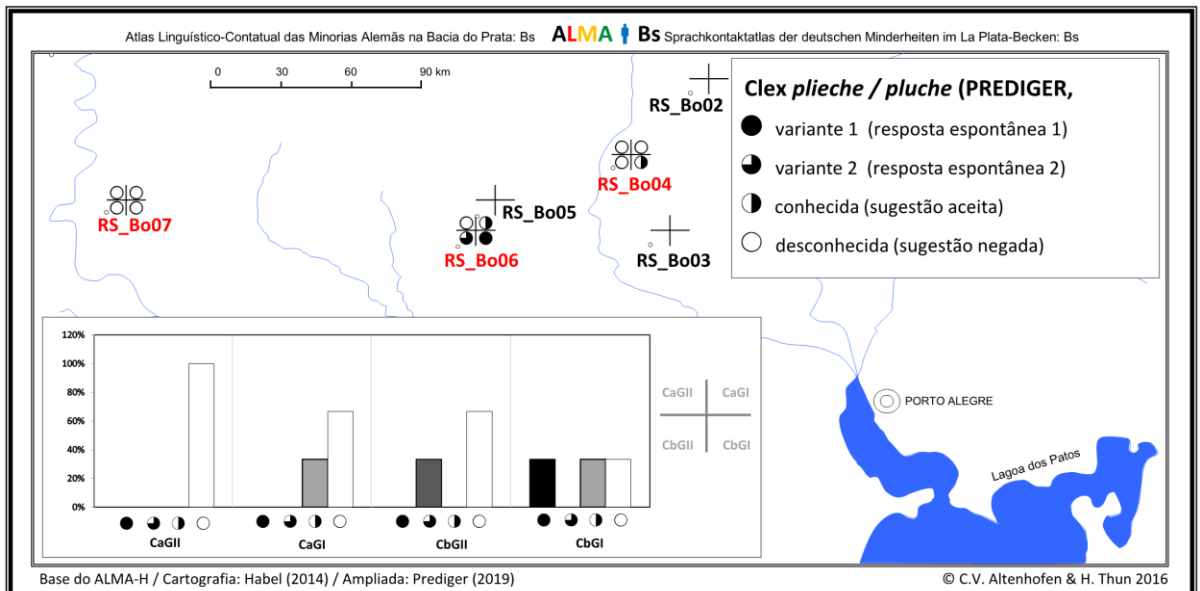 Atlas Linguístico-Contatual das Minorias Alemãs na Bacia do Prata: Bs ALMA Bs Sprachkontaktatlas der deutschen Minderheiten im La Plata-Becken: Bs
0 30 60 90 km
Clex plieche / pluche (PREDIGER,
variante 1 (resposta espontânea 1)
variante 2 (resposta espontânea 2)
conhecida (sugestão aceita)
desconhecida (sugestão negada)
RS_Bo02
RS_Bo04
RS_Bo07
RS_Bo05
RS_Bo06
RS_Bo03
120%
100%
80%
60%
40%
20%
0%
CaGII CaGI CbGII CbGI
CaGII CaGI
CbGII CbGI
PORTO ALEGRE
Lagoa dos Patos
Base do ALMA-H / Cartografia: Habel (2014) / Ampliada: Prediger (2019)
© C.V. Altenhofen & H. Thun 2016